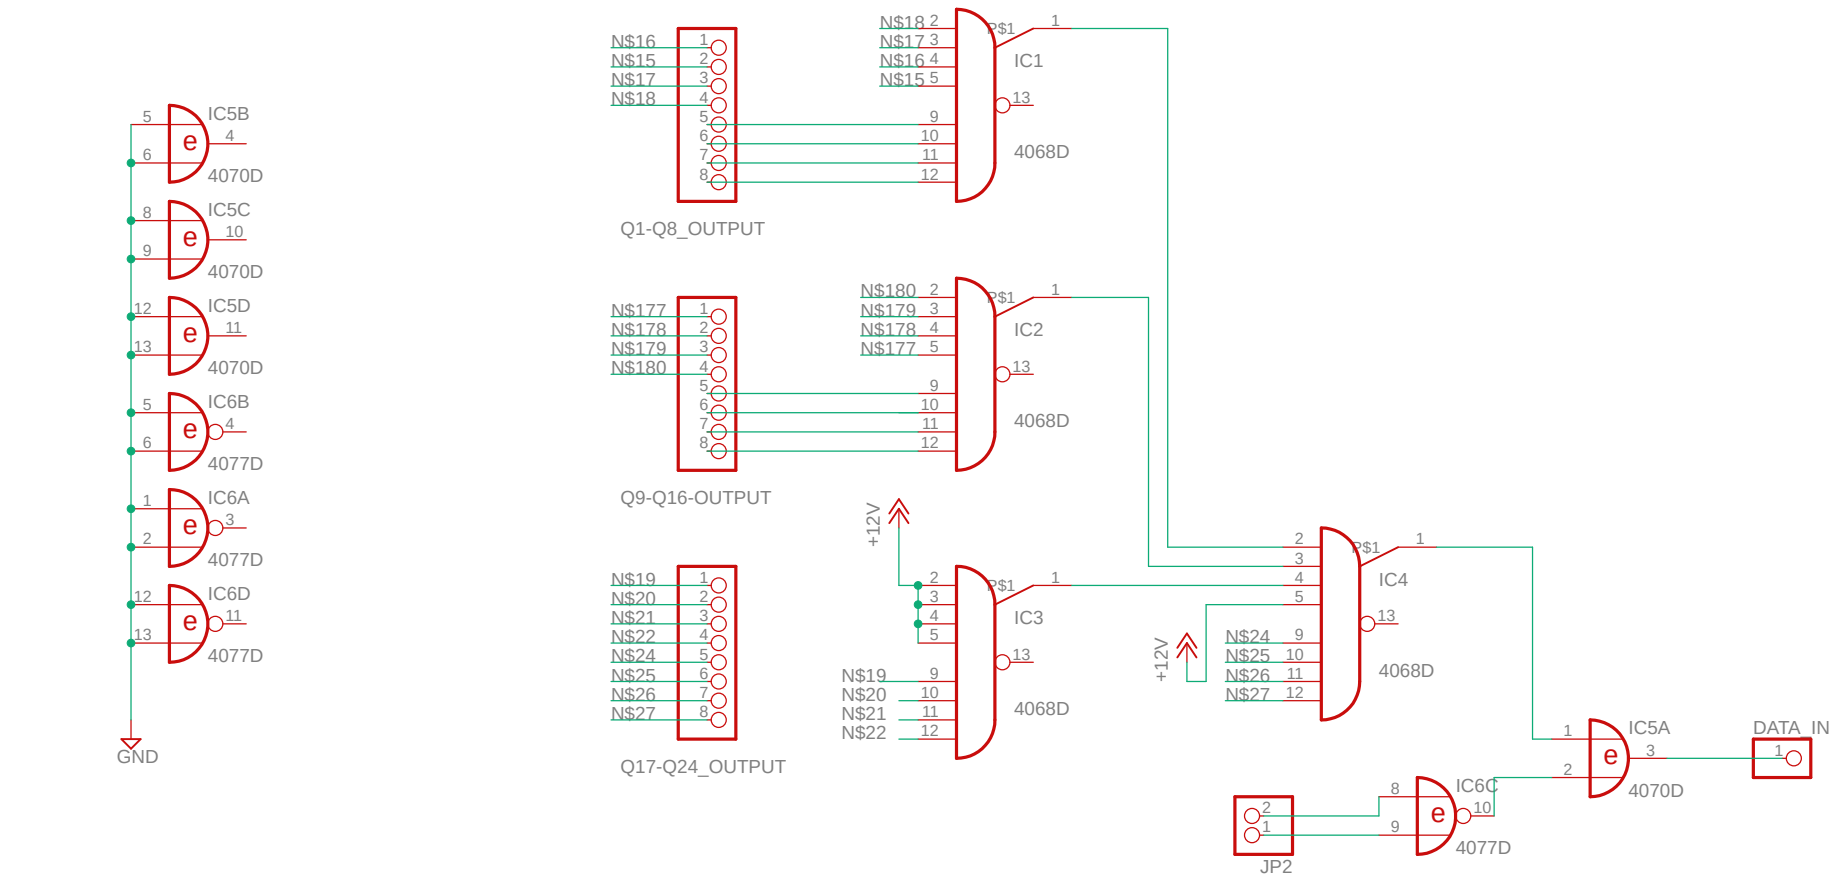 5
IC5B
4
e
6
4070D
8
IC5C
10
e
9
4070D
12
IC5D
11
e
13
4070D
5
IC6B
4
e
6
4077D
1
IC6A
3
e
2
4077D
12
IC6D
11
e
13
4077D
GND
N$16 1
N$15 2
N$17 3
N$18 4
5
6
7
8
Q1-Q8_OUTPUT
N$18 2
N$17 3
N$16 4
N$15 5
9
10
11
12
P$1 1
IC1
13
4068D
N$177 1
N$178 2
N$179 3
N$180 4
5
6
7
8
Q9-Q16-OUTPUT
N$180 2
N$179 3
N$178 4
N$177 5
9
10
11
12
P$1 1
IC2
13
4068D
N$19 1
N$20 2
N$21 3
N$22 4
N$24 5
N$25 6
N$26 7
N$27 8
Q17-Q24_OUTPUT
+12V
2
3
4
5
N$19 9
N$20 10
N$21 11
N$22 12
P$1 1
IC3
13
4068D
+12V
2
3
4
5
N$24 9
N$25 10
N$26 11
N$27 12
P$1 1
IC4
13
4068D
2
1
JP2
8
9
e
IC6C
10
4077D
1
2
e
IC5A
3
4070D
DATA_IN
1